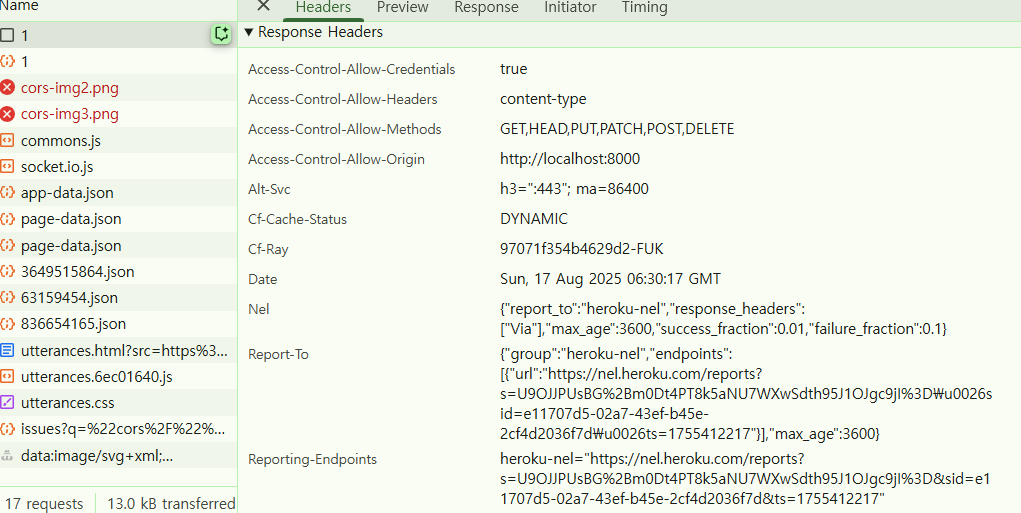 Name
Headers Preview Response Initiator Timing
1
1
cors-img2.png
cors-img3.png
commons.js
socket.io.js
app-data.json
page-data.json
page-data.json
3649515864.json
63159454.json
836654165.json
utterances.html?src=https%3...
utterances.6ec01640.js
utterances.css
issues?q=%22cors%2F%22%...
data:image/svg+xml;...
17 requests 13.0 kB transferred
Response Headers
Access-Control-Allow-Credentials true
Access-Control-Allow-Headers content-type
Access-Control-Allow-Methods GET,HEAD,PUT,PATCH,POST,DELETE
Access-Control-Allow-Origin http://localhost:8000
Alt-Svc h3=":443"; ma=86400
Cf-Cache-Status DYNAMIC
Cf-Ray 97071f354b4629d2-FUK
Date Sun, 17 Aug 2025 06:30:17 GMT
Nel {"report_to":"heroku-nel","response_headers":
["Via"],"max_age":3600,"success_fraction":0.01,"failure_fraction":0.1}
Report-To {"group":"heroku-nel","endpoints":
[{"url":"https://nel.heroku.com/reports?
s=U9OJJPUsBG%2Bm0Dt4PT8k5aNU7WXwSdth95J1OJgc9jI%3D₩u0026s
id=e11707d5-02a7-43ef-b45e-
2cf4d2036f7d₩u0026ts=1755412217"}],"max_age":3600}
Reporting-Endpoints heroku-nel="https://nel.heroku.com/reports?
s=U9OJJPUsBG%2Bm0Dt4PT8k5aNU7WXwSdth95J1OJgc9jI%3D&sid=e1
1707d5-02a7-43ef-b45e-2cf4d2036f7d&ts=1755412217"